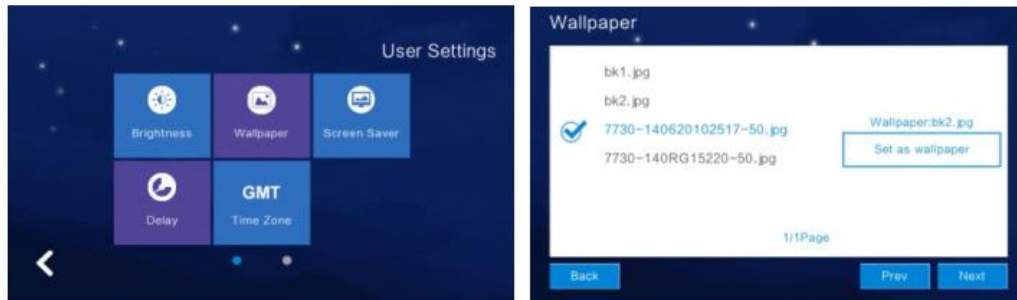 User Settings
Brightness
Wallpaper
Screen Saver
Delay
GMT
Time Zone
Wallpaper
bk1.jpg
bk2.jpg
7730-140620102517-50.jpg
7730-140RG15220-50.jpg
Wallpaper:bk2.jpg
Set as wallpaper
1/1Page
Back
Prev
Next